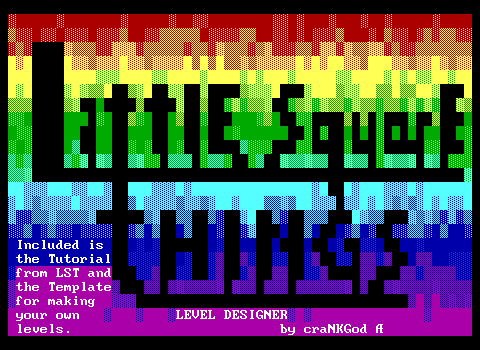 Little Square
THINGS
Included is
the Tutorial
from LST and
the Template
for making
your own
levels.
LEVEL DESIGNER
by craNKGod